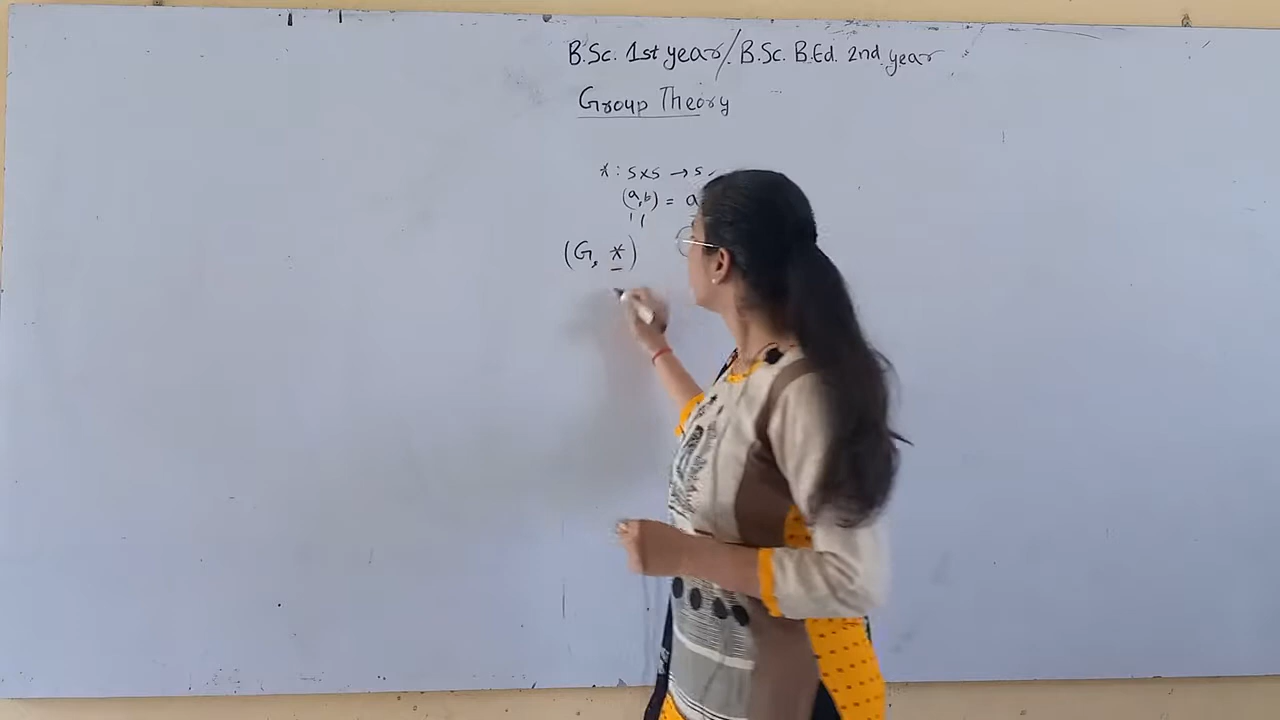 B.Sc. 1st year/B.Sc. B.Ed. 2nd year
Group Theory
* : S×S → S
(a,b) = a
(G, *)